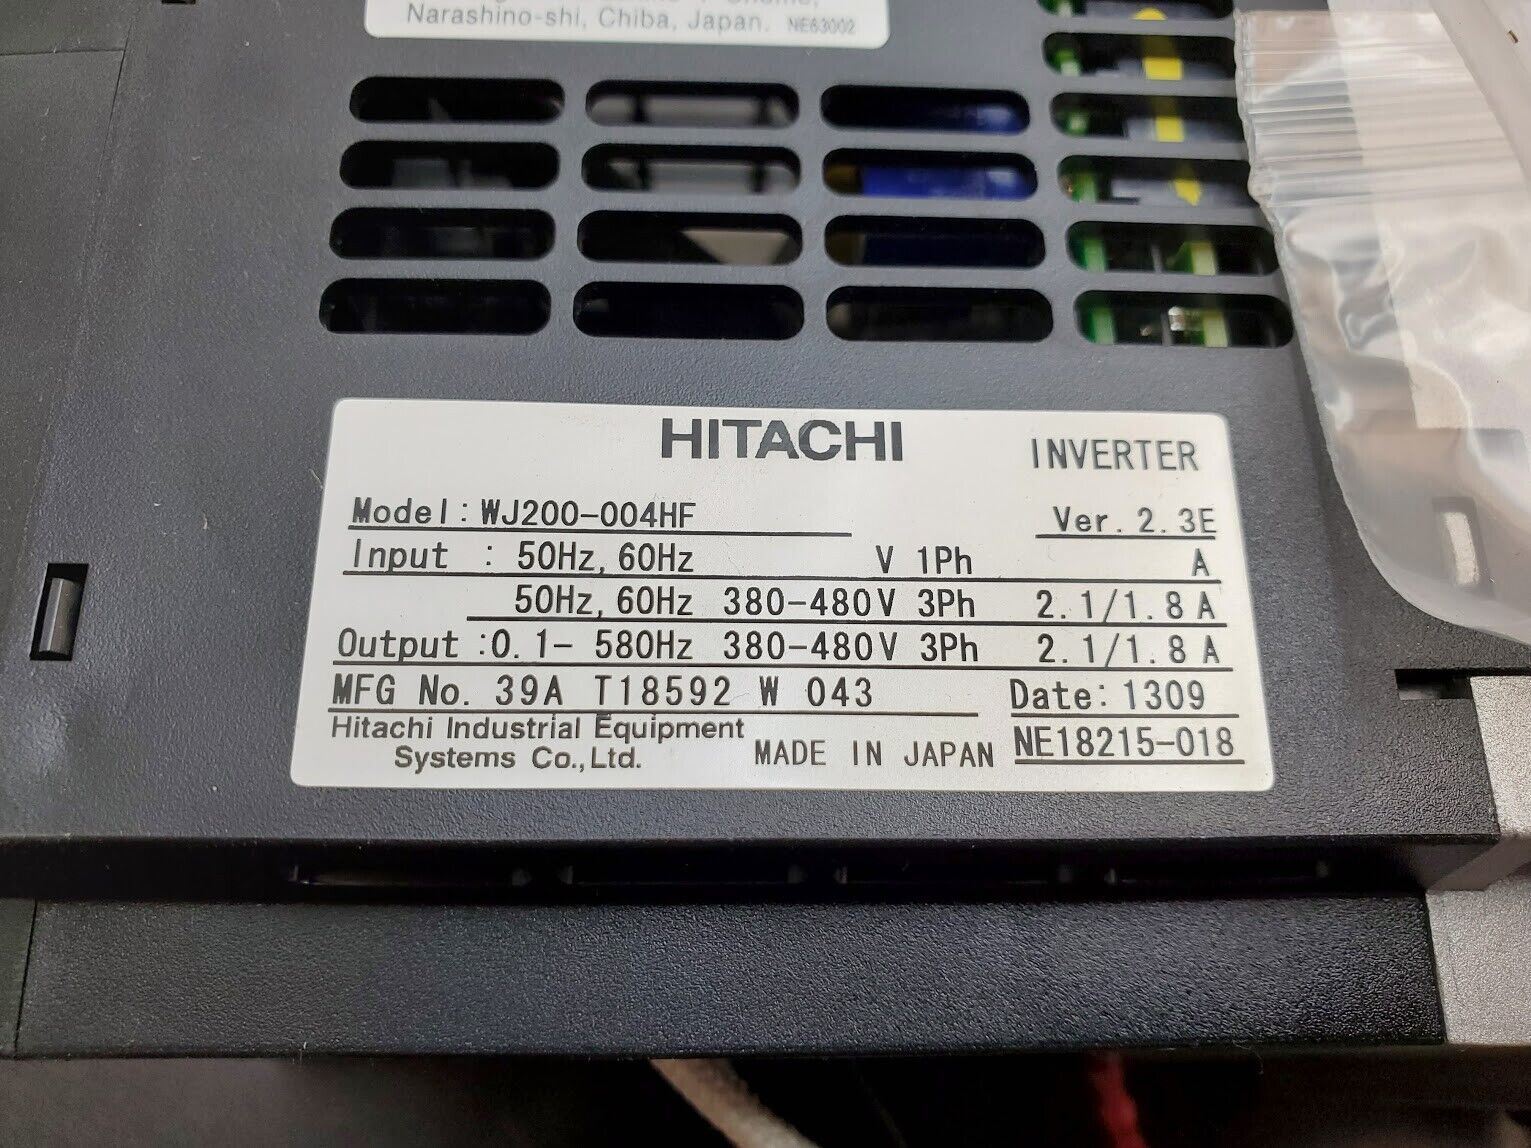 Narashino-shi, Chiba, Japan. NE63002
HITACHI INVERTER
Model: WJ200-004HF Ver. 2.3E
Input : 50Hz, 60Hz V 1Ph A
50Hz, 60Hz 380-480V 3Ph 2.1/1.8 A
Output :0.1- 580Hz 380-480V 3Ph 2.1/1.8 A
MFG No. 39A T18592 W 043 Date: 1309
Hitachi Industrial Equipment
Systems Co., Ltd. MADE IN JAPAN NE18215-018